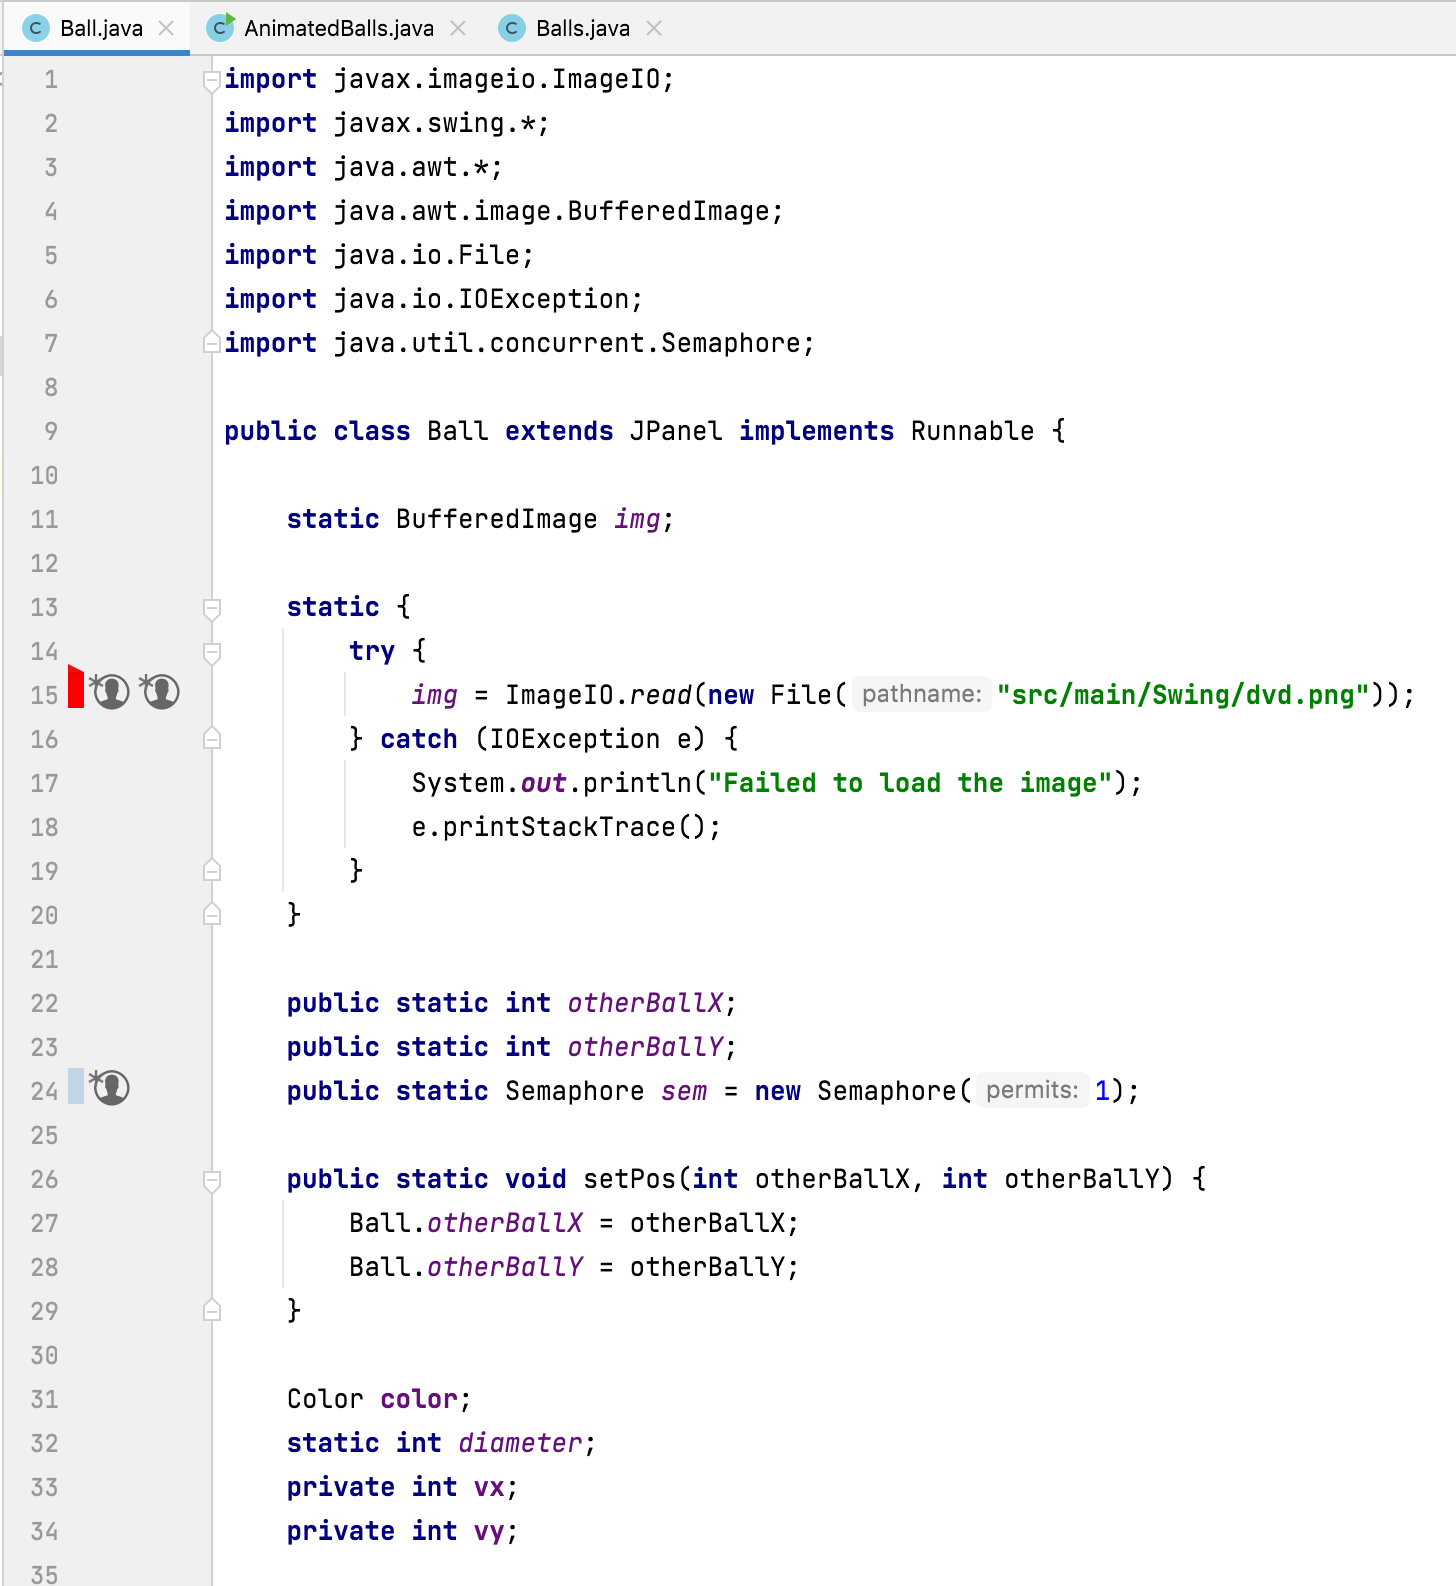 Ball.java AnimatedBalls.java Balls.java
1 import javax.imageio.ImageIO;
2 import javax.swing.*;
3 import java.awt.*;
4 import java.awt.image.BufferedImage;
5 import java.io.File;
6 import java.io.IOException;
7 import java.util.concurrent.Semaphore;
8
9 public class Ball extends JPanel implements Runnable {
10
11 static BufferedImage img;
12
13 static {
14 try {
15 img = ImageIO.read(new File( pathname: "src/main/Swing/dvd.png"));
16 } catch (IOException e) {
17 System.out.println("Failed to load the image");
18 e.printStackTrace();
19 }
20 }
21
22 public static int otherBallX;
23 public static int otherBallY;
24 public static Semaphore sem = new Semaphore( permits: 1);
25
26 public static void setPos(int otherBallX, int otherBallY) {
27 Ball.otherBallX = otherBallX;
28 Ball.otherBallY = otherBallY;
29 }
30
31 Color color;
32 static int diameter;
33 private int vx;
34 private int vy;
35